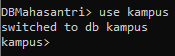 DBMahasantri> use kampus
switched to db kampus
kampus>